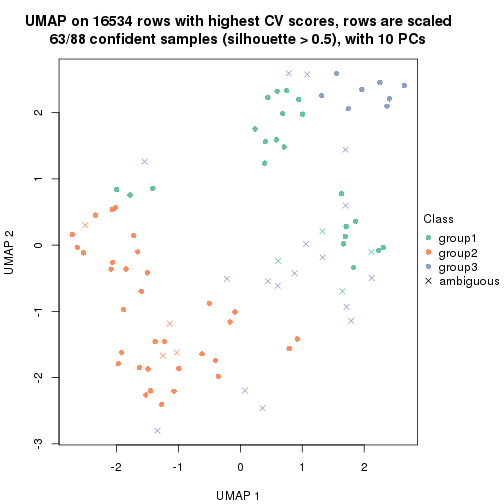 UMAP on 16534 rows with highest CV scores, rows are scaled
63/88 confident samples (silhouette > 0.5), with 10 PCs
2
1
0
-1
-2
-3
UMAP 2
-2
-1
0
1
2
UMAP 1
Class
group1
group2
group3
ambiguous